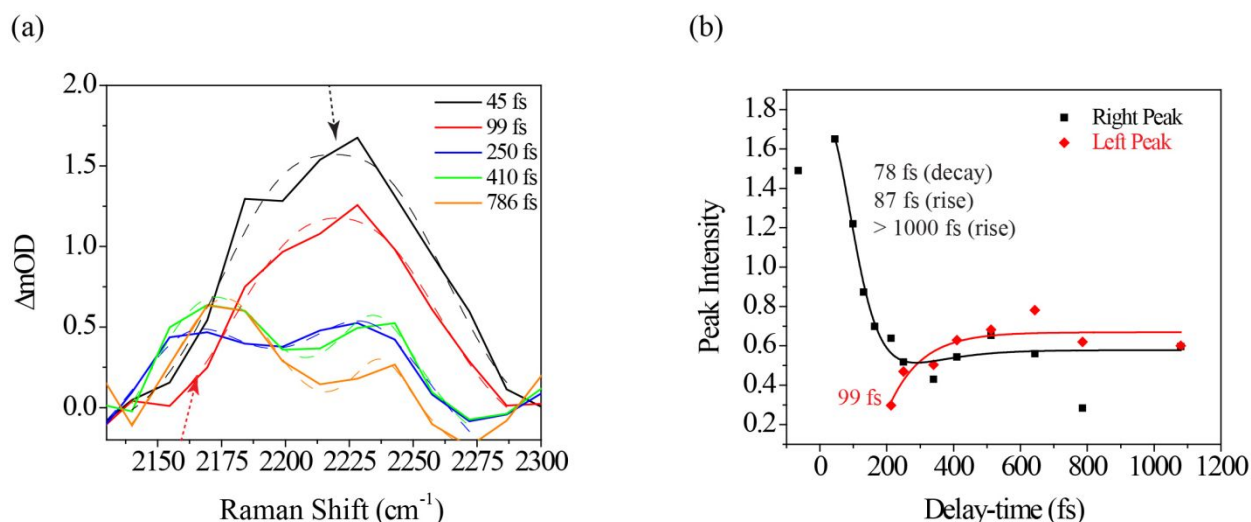 (a)
2.0
1.5
1.0
0.5
0.0
ΔmOD
45 fs
99 fs
250 fs
410 fs
786 fs
2150 2175 2200 2225 2250 2275 2300
Raman Shift (cm⁻¹)
(b)
1.8
1.6
1.4
1.2
1.0
0.8
0.6
0.4
0.2
Peak Intensity
Right Peak
Left Peak
78 fs (decay)
87 fs (rise)
> 1000 fs (rise)
99 fs
0 200 400 600 800 1000 1200
Delay-time (fs)